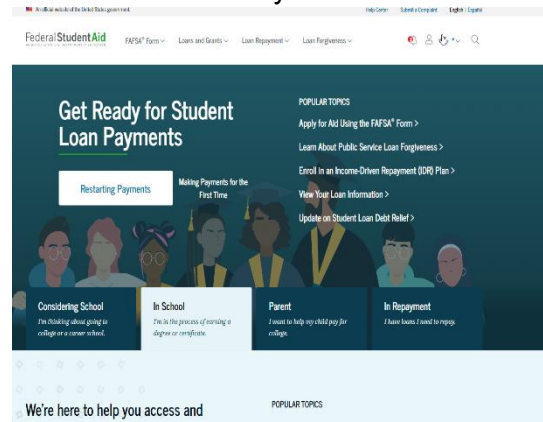 An official website of the United States government.
Help Center Submit a Complaint English | Español
Federal Student Aid
FAFSA® Form Loans and Grants Loan Repayment Loan Forgiveness
Get Ready for Student
Loan Payments
Restarting Payments
Making Payments for the
First Time
POPULAR TOPICS
Apply for Aid Using the FAFSA® Form >
Learn About Public Service Loan Forgiveness >
Enroll in an Income-Driven Repayment (IDR) Plan >
View Your Loan Information >
Update on Student Loan Debt Relief >
Considering School
I'm thinking about going to
college or a career school.
In School
I'm in the process of earning a
degree or certificate.
Parent
I want to help my child pay for
college.
In Repayment
I have loans I need to repay.
We're here to help you access and
POPULAR TOPICS